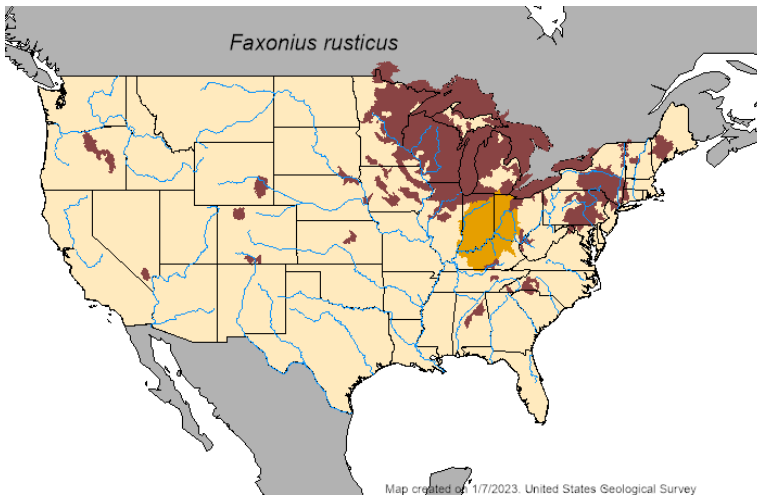 Faxonius rusticus
Map created on 1/7/2023. United States Geological Survey